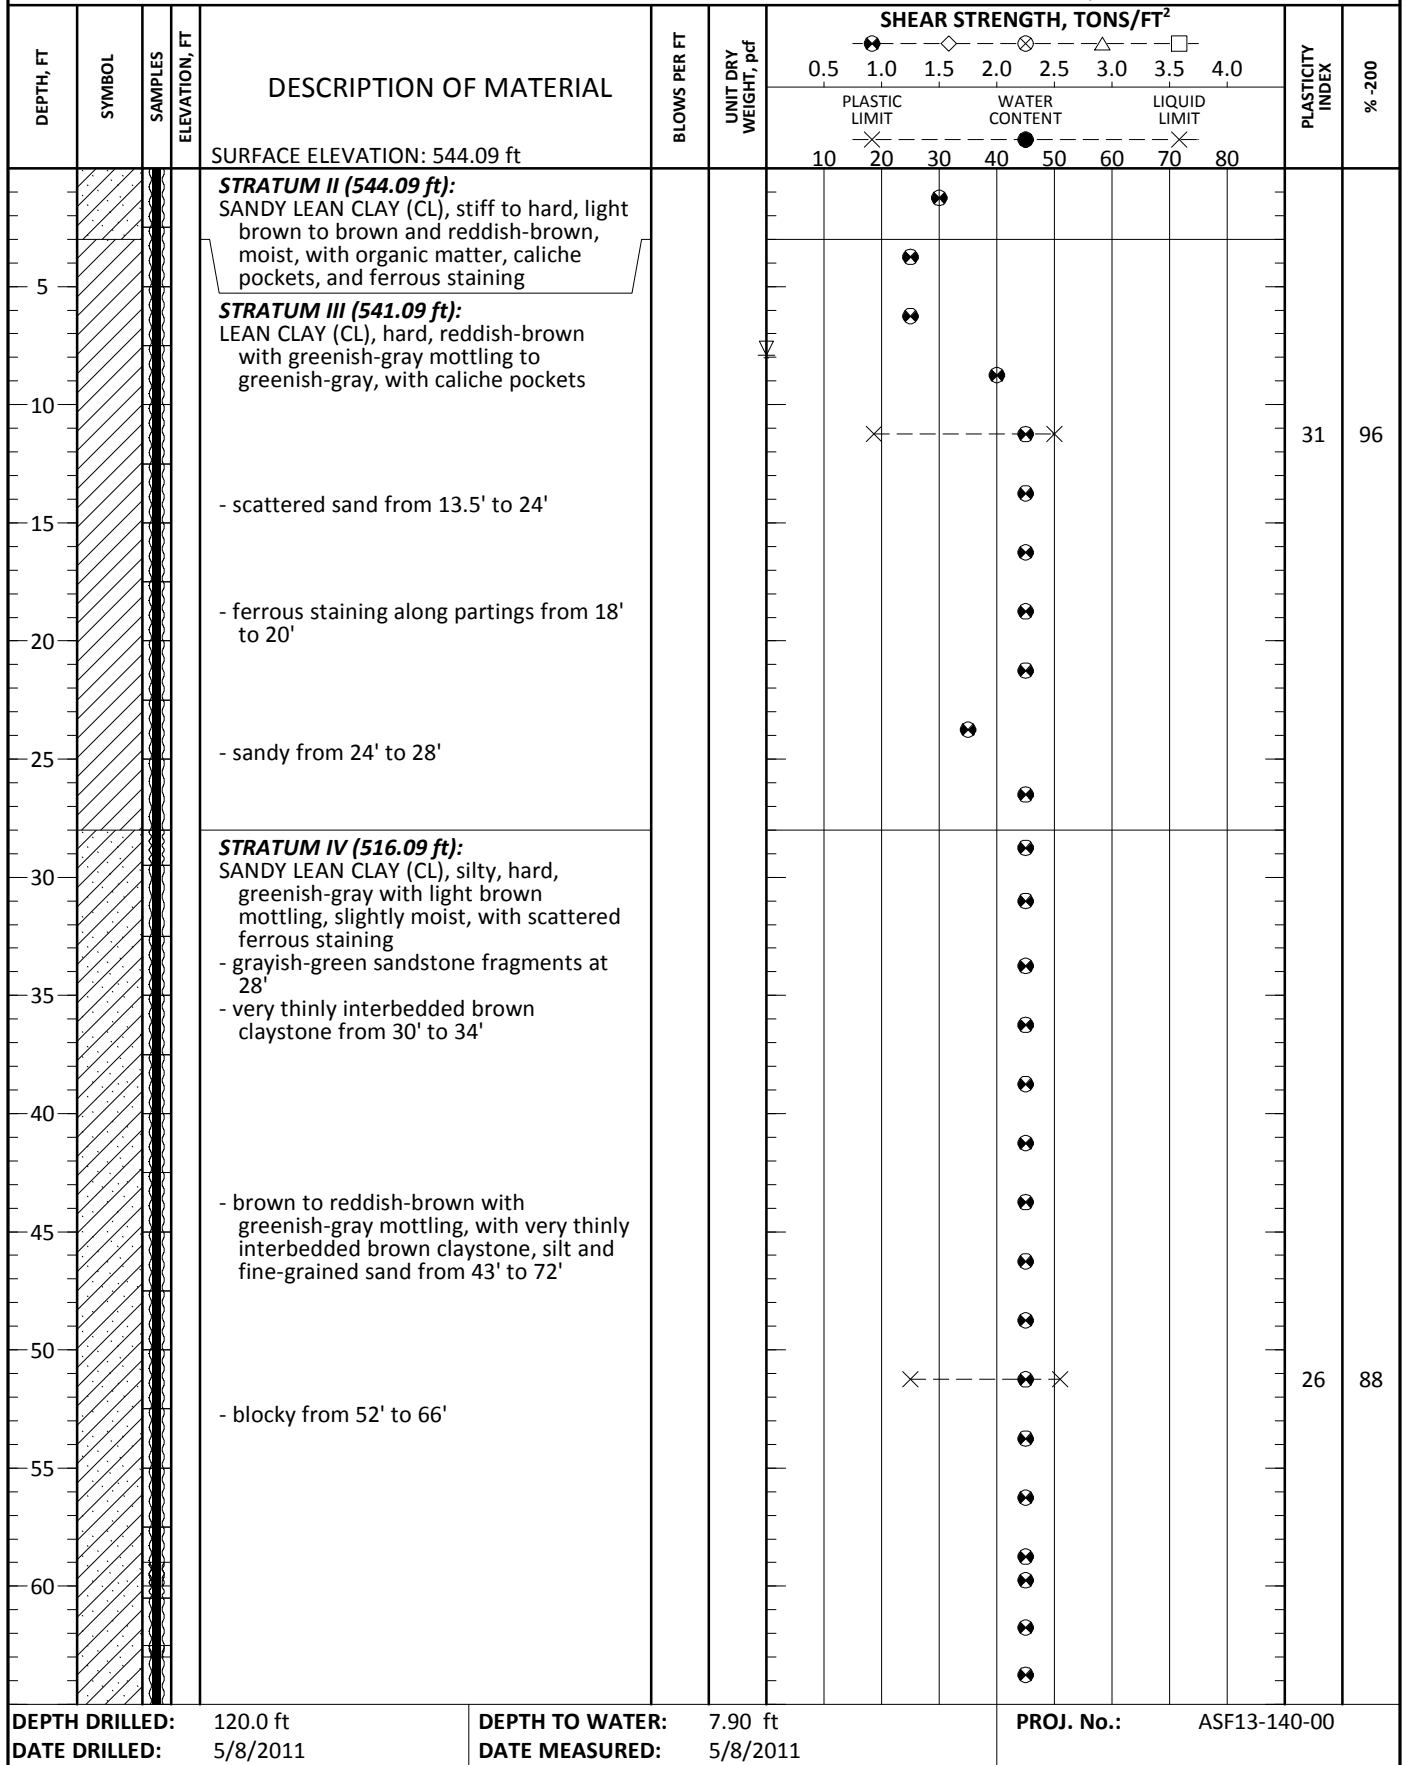 SHEAR STRENGTH, TONS/FT²
0.5 1.0 1.5 2.0 2.5 3.0 3.5 4.0
PLASTIC LIMIT
WATER CONTENT
LIQUID LIMIT
10 20 30 40 50 60 70 80
DEPTH, FT
SYMBOL
SAMPLES
ELEVATION, FT
DESCRIPTION OF MATERIAL
SURFACE ELEVATION: 544.09 ft
BLOWS PER FT
UNIT DRY WEIGHT, pcf
PLASTICITY INDEX
% -200
STRATUM II (544.09 ft):
SANDY LEAN CLAY (CL), stiff to hard, light
brown to brown and reddish-brown,
moist, with organic matter, caliche
pockets, and ferrous staining
5
STRATUM III (541.09 ft):
LEAN CLAY (CL), hard, reddish-brown
with greenish-gray mottling to
greenish-gray, with caliche pockets
10
31 96
- scattered sand from 13.5' to 24'
15
- ferrous staining along partings from 18'
to 20'
20
- sandy from 24' to 28'
25
STRATUM IV (516.09 ft):
SANDY LEAN CLAY (CL), silty, hard,
greenish-gray with light brown
mottling, slightly moist, with scattered
ferrous staining
30
- grayish-green sandstone fragments at
28'
35
- very thinly interbedded brown
claystone from 30' to 34'
40
- brown to reddish-brown with
greenish-gray mottling, with very thinly
interbedded brown claystone, silt and
fine-grained sand from 43' to 72'
45
50
26 88
- blocky from 52' to 66'
55
60
DEPTH DRILLED: 120.0 ft
DATE DRILLED: 5/8/2011
DEPTH TO WATER: 7.90 ft
DATE MEASURED: 5/8/2011
PROJ. No.: ASF13-140-00